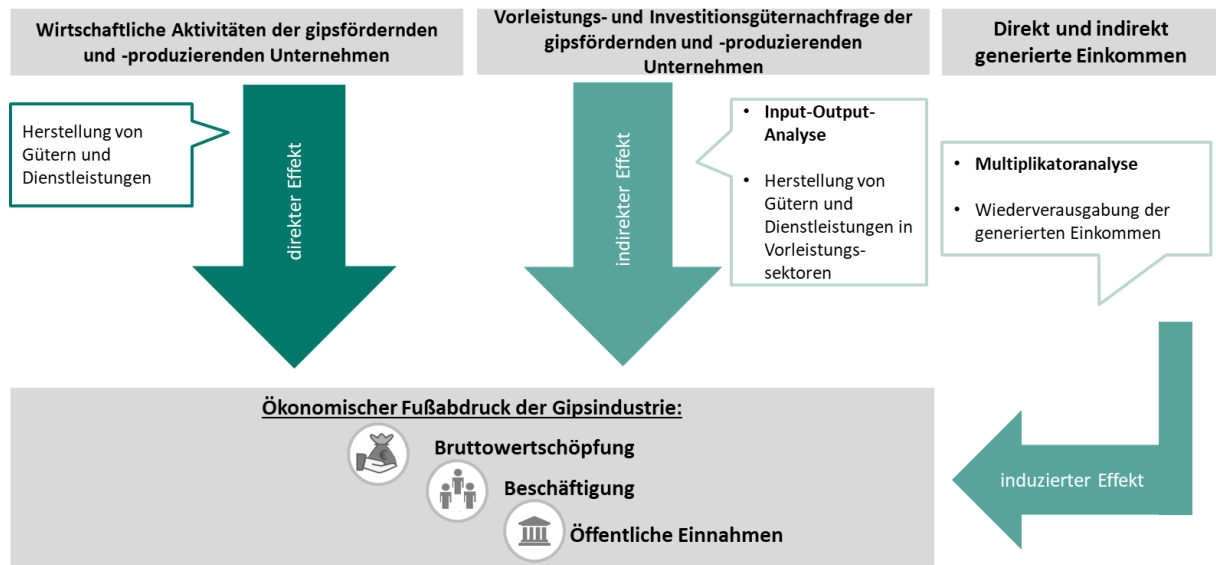 Wirtschaftliche Aktivitäten der gipsfördernden
und -produzierenden Unternehmen
Vorleistungs- und Investitionsgüternachfrage der
gipsfördernden und -produzierenden
Unternehmen
Direkt und indirekt
generierte Einkommen
Herstellung von
Gütern und
Dienstleistungen
direkter Effekt
indirekter Effekt
• Input-Output-
Analyse
• Herstellung von
Gütern und
Dienstleistungen in
Vorleistungs-
sektoren
• Multiplikatoranalyse
• Wiederverausgabung der
generierten Einkommen
induzierter Effekt
Ökonomischer Fußabdruck der Gipsindustrie:
€
Bruttowertschöpfung
Beschäftigung
Öffentliche Einnahmen